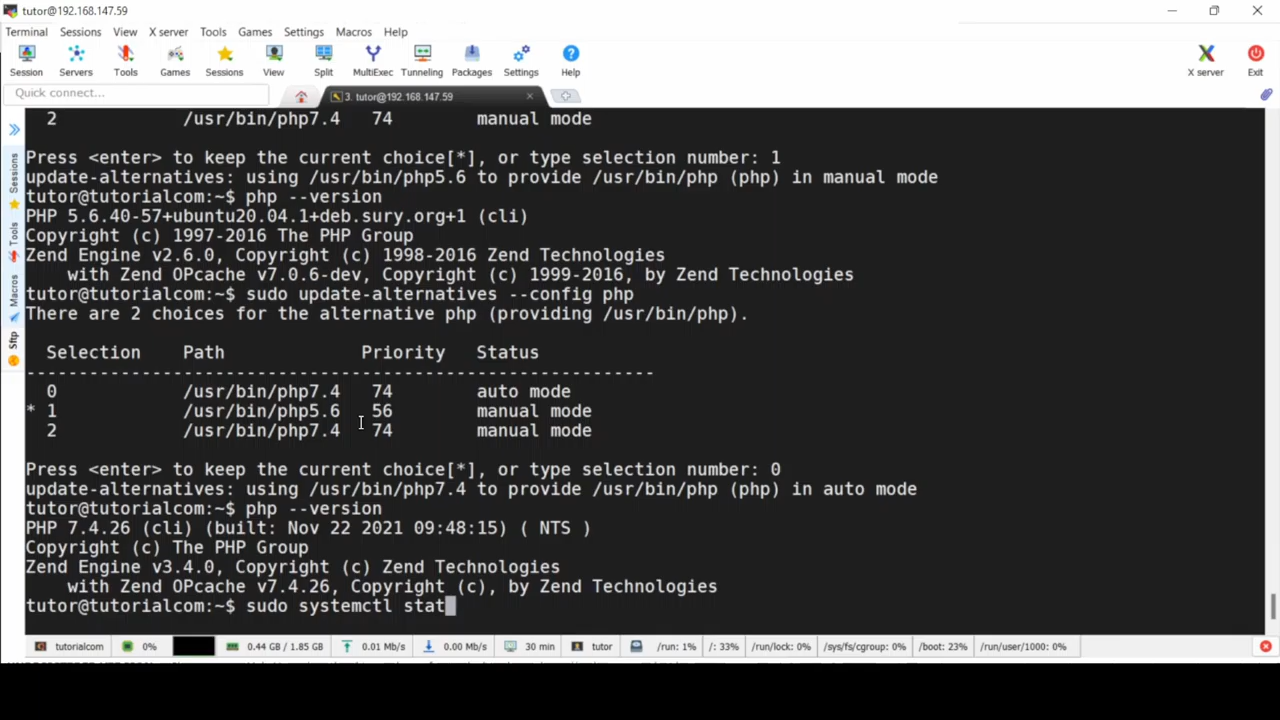 tutor@192.168.147.59
Terminal Sessions View X server Tools Games Settings Macros Help
Session Servers Tools Games Sessions View Split MultiExec Tunneling Packages Settings Help X server Exit
Quick connect...
3. tutor@192.168.147.59
Sessions
Tools
Macros
Sftp
2 /usr/bin/php7.4 74 manual mode
Press <enter> to keep the current choice[*], or type selection number: 1
update-alternatives: using /usr/bin/php5.6 to provide /usr/bin/php (php) in manual mode
tutor@tutorialcom:~$ php --version
PHP 5.6.40-57+ubuntu20.04.1+deb.sury.org+1 (cli)
Copyright (c) 1997-2016 The PHP Group
Zend Engine v2.6.0, Copyright (c) 1998-2016 Zend Technologies
with Zend OPcache v7.0.6-dev, Copyright (c) 1999-2016, by Zend Technologies
tutor@tutorialcom:~$ sudo update-alternatives --config php
There are 2 choices for the alternative php (providing /usr/bin/php).
Selection Path Priority Status
------------------------------------------------------------
0 /usr/bin/php7.4 74 auto mode
* 1 /usr/bin/php5.6 56 manual mode
2 /usr/bin/php7.4 74 manual mode
Press <enter> to keep the current choice[*], or type selection number: 0
update-alternatives: using /usr/bin/php7.4 to provide /usr/bin/php (php) in auto mode
tutor@tutorialcom:~$ php --version
PHP 7.4.26 (cli) (built: Nov 22 2021 09:48:15) ( NTS )
Copyright (c) The PHP Group
Zend Engine v3.4.0, Copyright (c) Zend Technologies
with Zend OPcache v7.4.26, Copyright (c), by Zend Technologies
tutor@tutorialcom:~$ sudo systemctl stat
tutorialcom 0% 0.44 GB / 1.85 GB 0.01 Mb/s 0.00 Mb/s 30 min tutor /run: 1% /: 33% /run/lock: 0% /sys/fs/cgroup: 0% /boot: 23% /run/user/1000: 0%